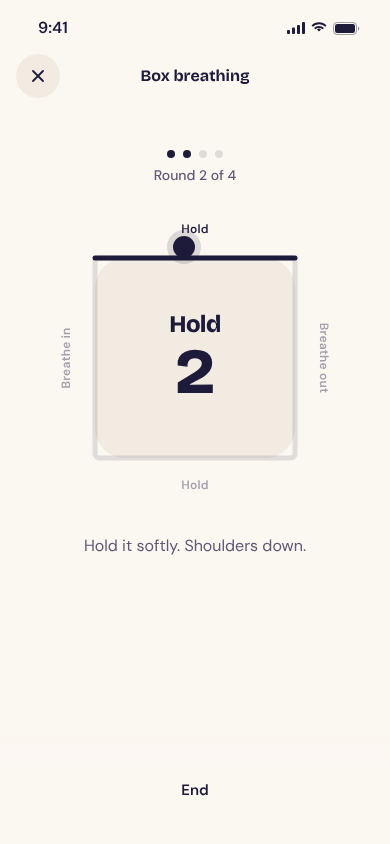 9:41
Box breathing
Round 2 of 4
Hold
Hold
2
Breathe in
Breathe out
Hold
Hold it softly. Shoulders down.
End